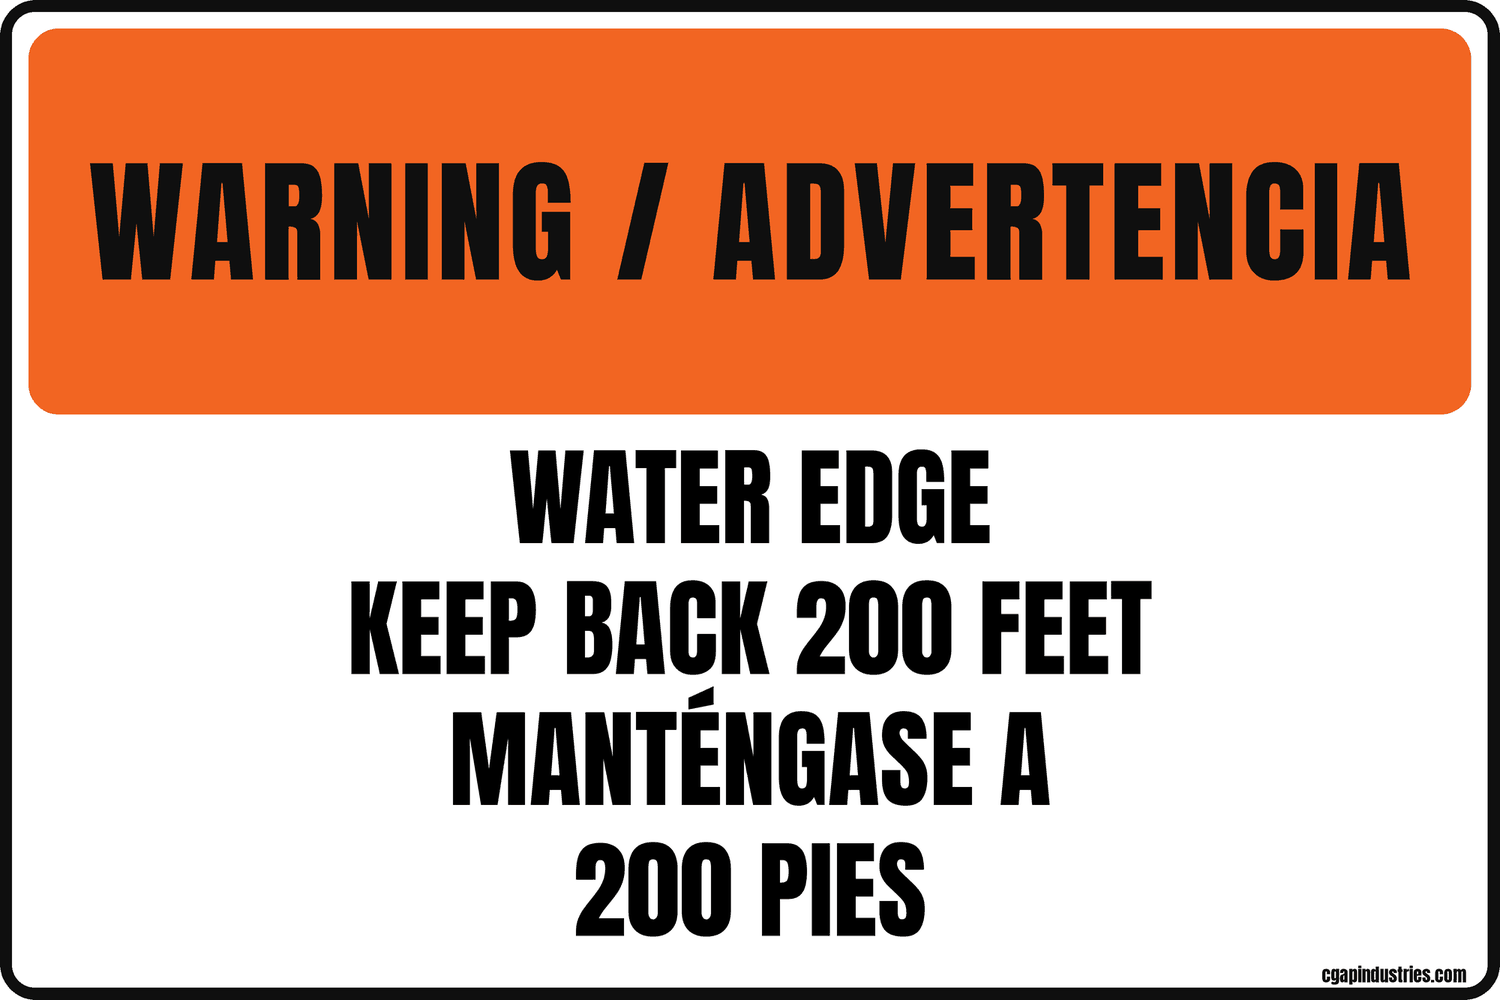 WARNING / ADVERTENCIA
WATER EDGE
KEEP BACK 200 FEET
MANTÉNGASE A
200 PIES
cgapindustries.com